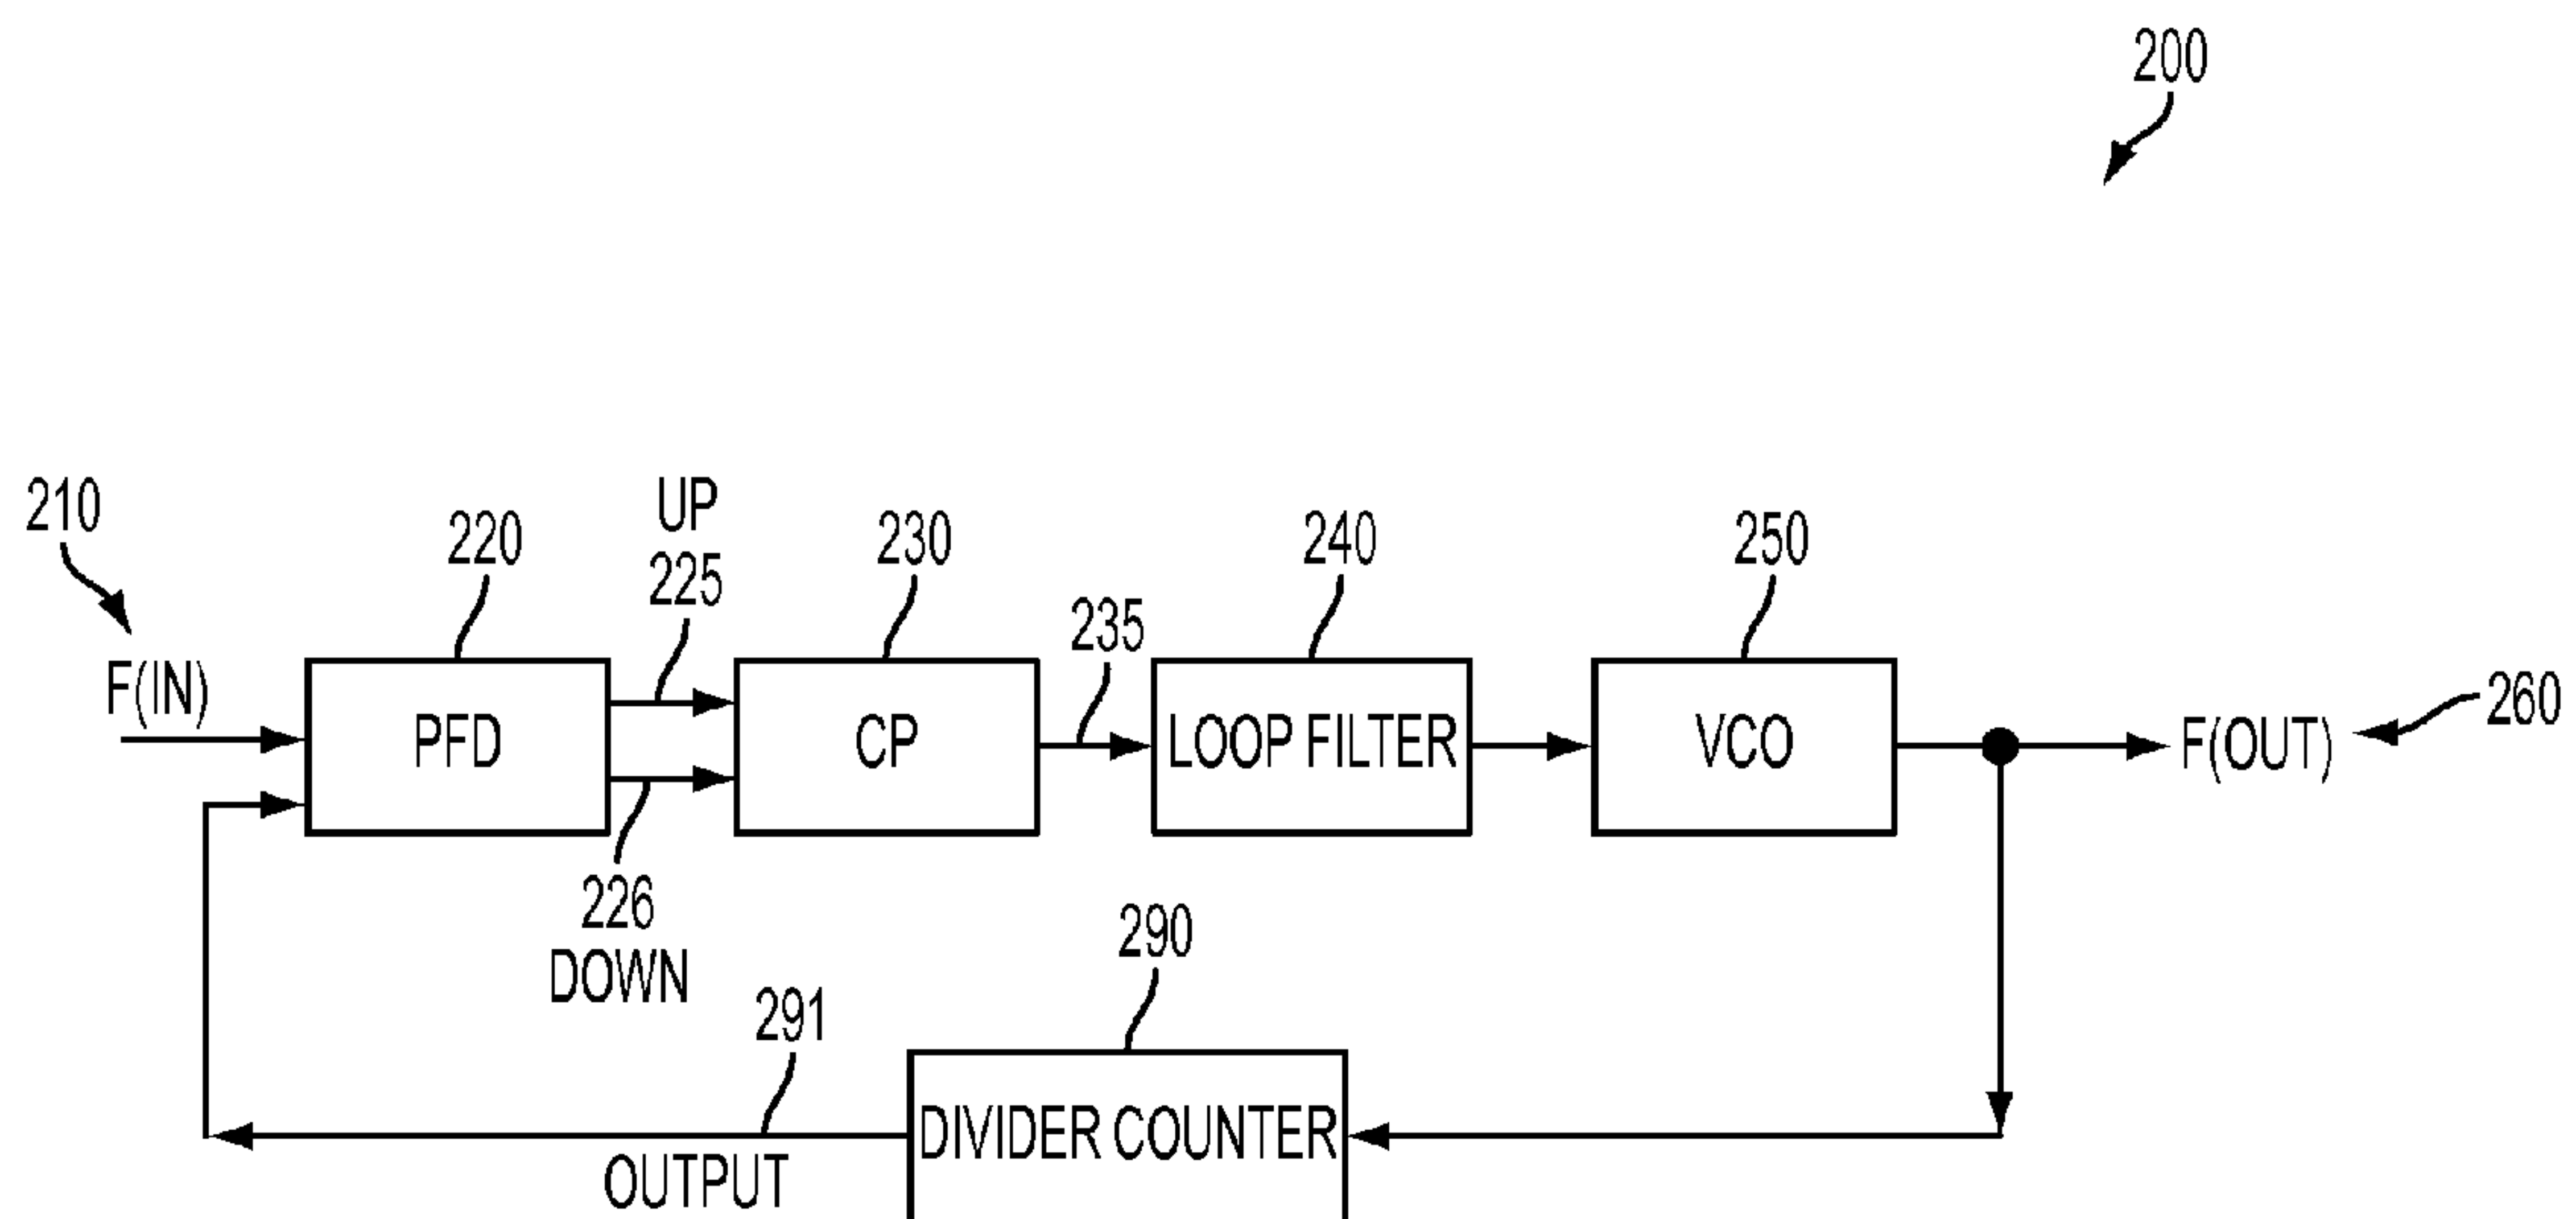 200
210
220
UP
225
230
235
240
250
260
F(IN)
PFD
CP
LOOP FILTER
VCO
F(OUT)
226
DOWN
290
291
DIVIDER COUNTER
OUTPUT